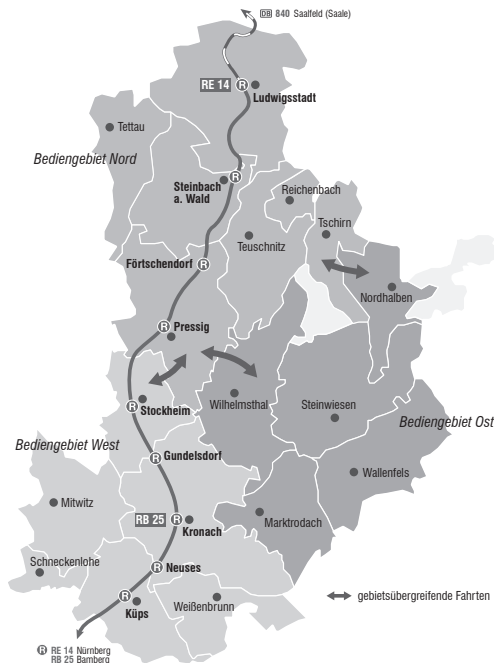 DB 840 Saalfeld (Saale)
RE 14 R
Ludwigsstadt
Tettau
Bediengebiet Nord
R
Steinbach
a. Wald
Reichenbach
Tschirn
Teuschnitz
Förtschendorf R
Nordhalben
R Pressig
Wilhelmsthal
Steinwiesen
R Stockheim
Bediengebiet Ost
Bediengebiet West
R Gundelsdorf
Wallenfels
Mitwitz
RB 25 R
Kronach
Marktrodach
Schneckenlohe
R Neuses
R
Küps
Weißenbrunn
gebietsübergreifende Fahrten
R RE 14 Nürnberg
RB 25 Bamberg